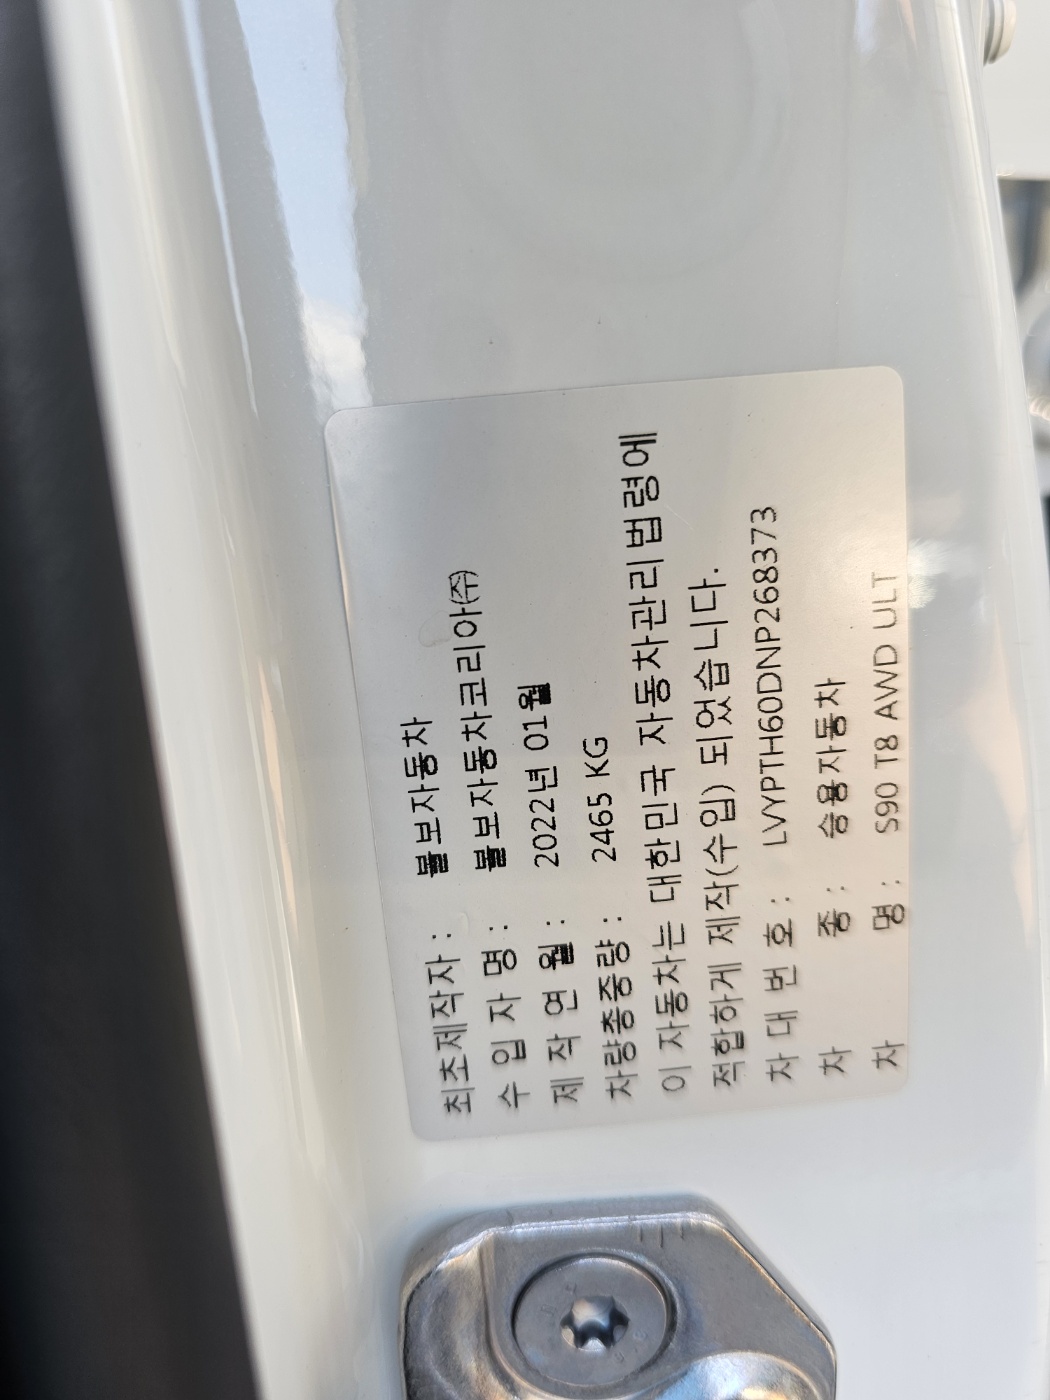 최초제작자 : 볼보자동차
수 입 자 명 : 볼보자동차코리아㈜
제 작 연 월 : 2022년 01월
차량총중량 : 2465 KG
이 자동차는 대한민국 자동차관리법령에
적합하게 제작(수입) 되었습니다.
차 대 번 호 : LVYPTH60DNP268373
차 종 : 승용자동차
차 명 : S90 T8 AWD ULT